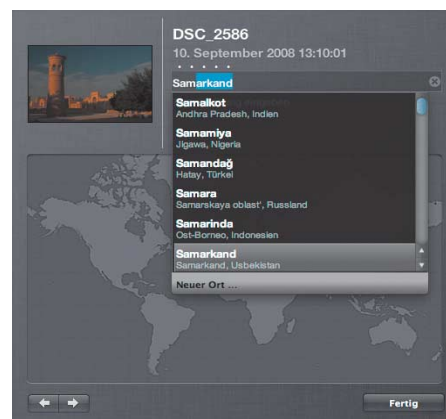 DSC_2586
10. September 2008 13:10:01
Samarkand
Samalkot
Andhra Pradesh, Indien
Samamiya
Jigawa, Nigeria
Samandağ
Hatay, Türkei
Samara
Samarskaya oblast', Russland
Samarinda
Ost-Borneo, Indonesien
Samarkand
Samarkand, Usbekistan
Neuer Ort ...
Fertig